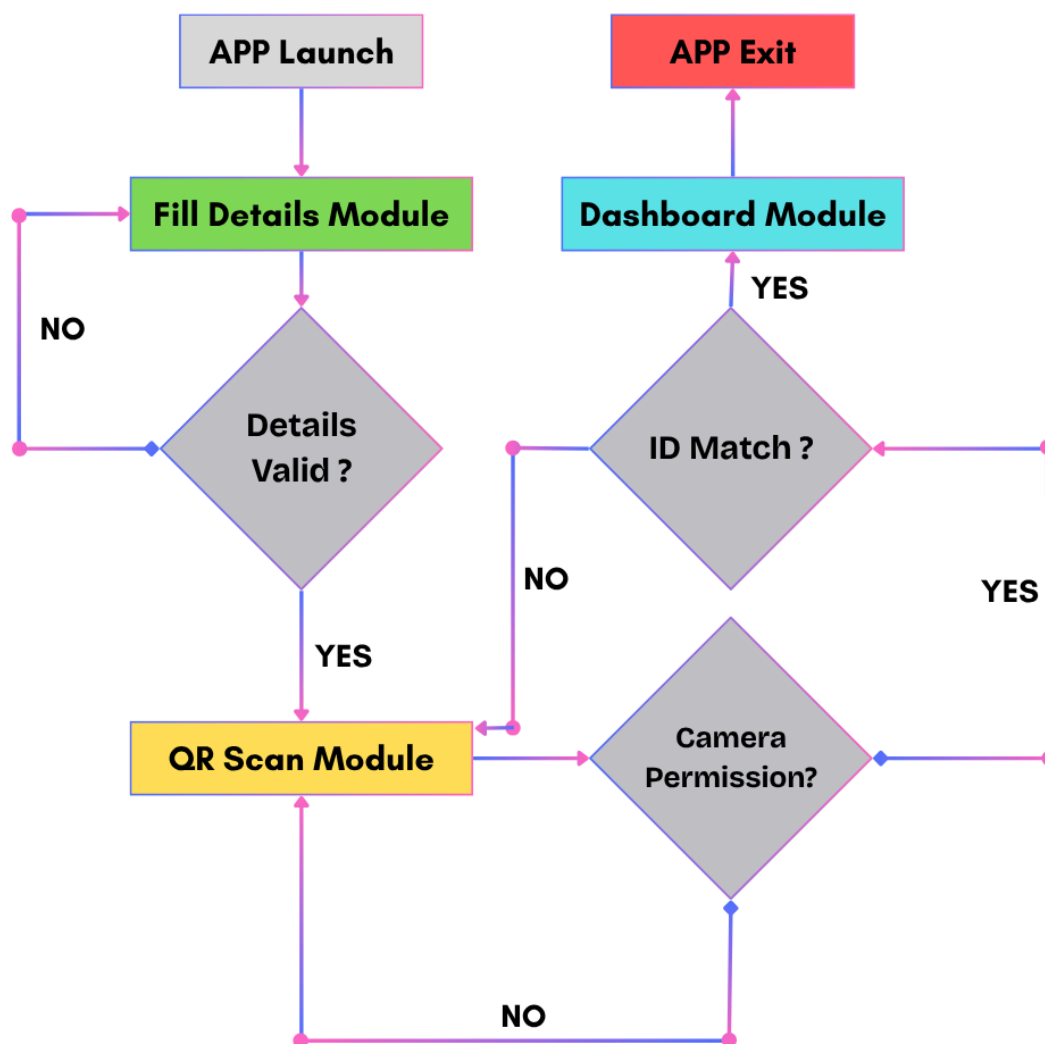 APP Launch
APP Exit
Fill Details Module
Dashboard Module
YES
NO
Details
Valid ?
ID Match ?
NO
YES
YES
QR Scan Module
Camera
Permission?
NO